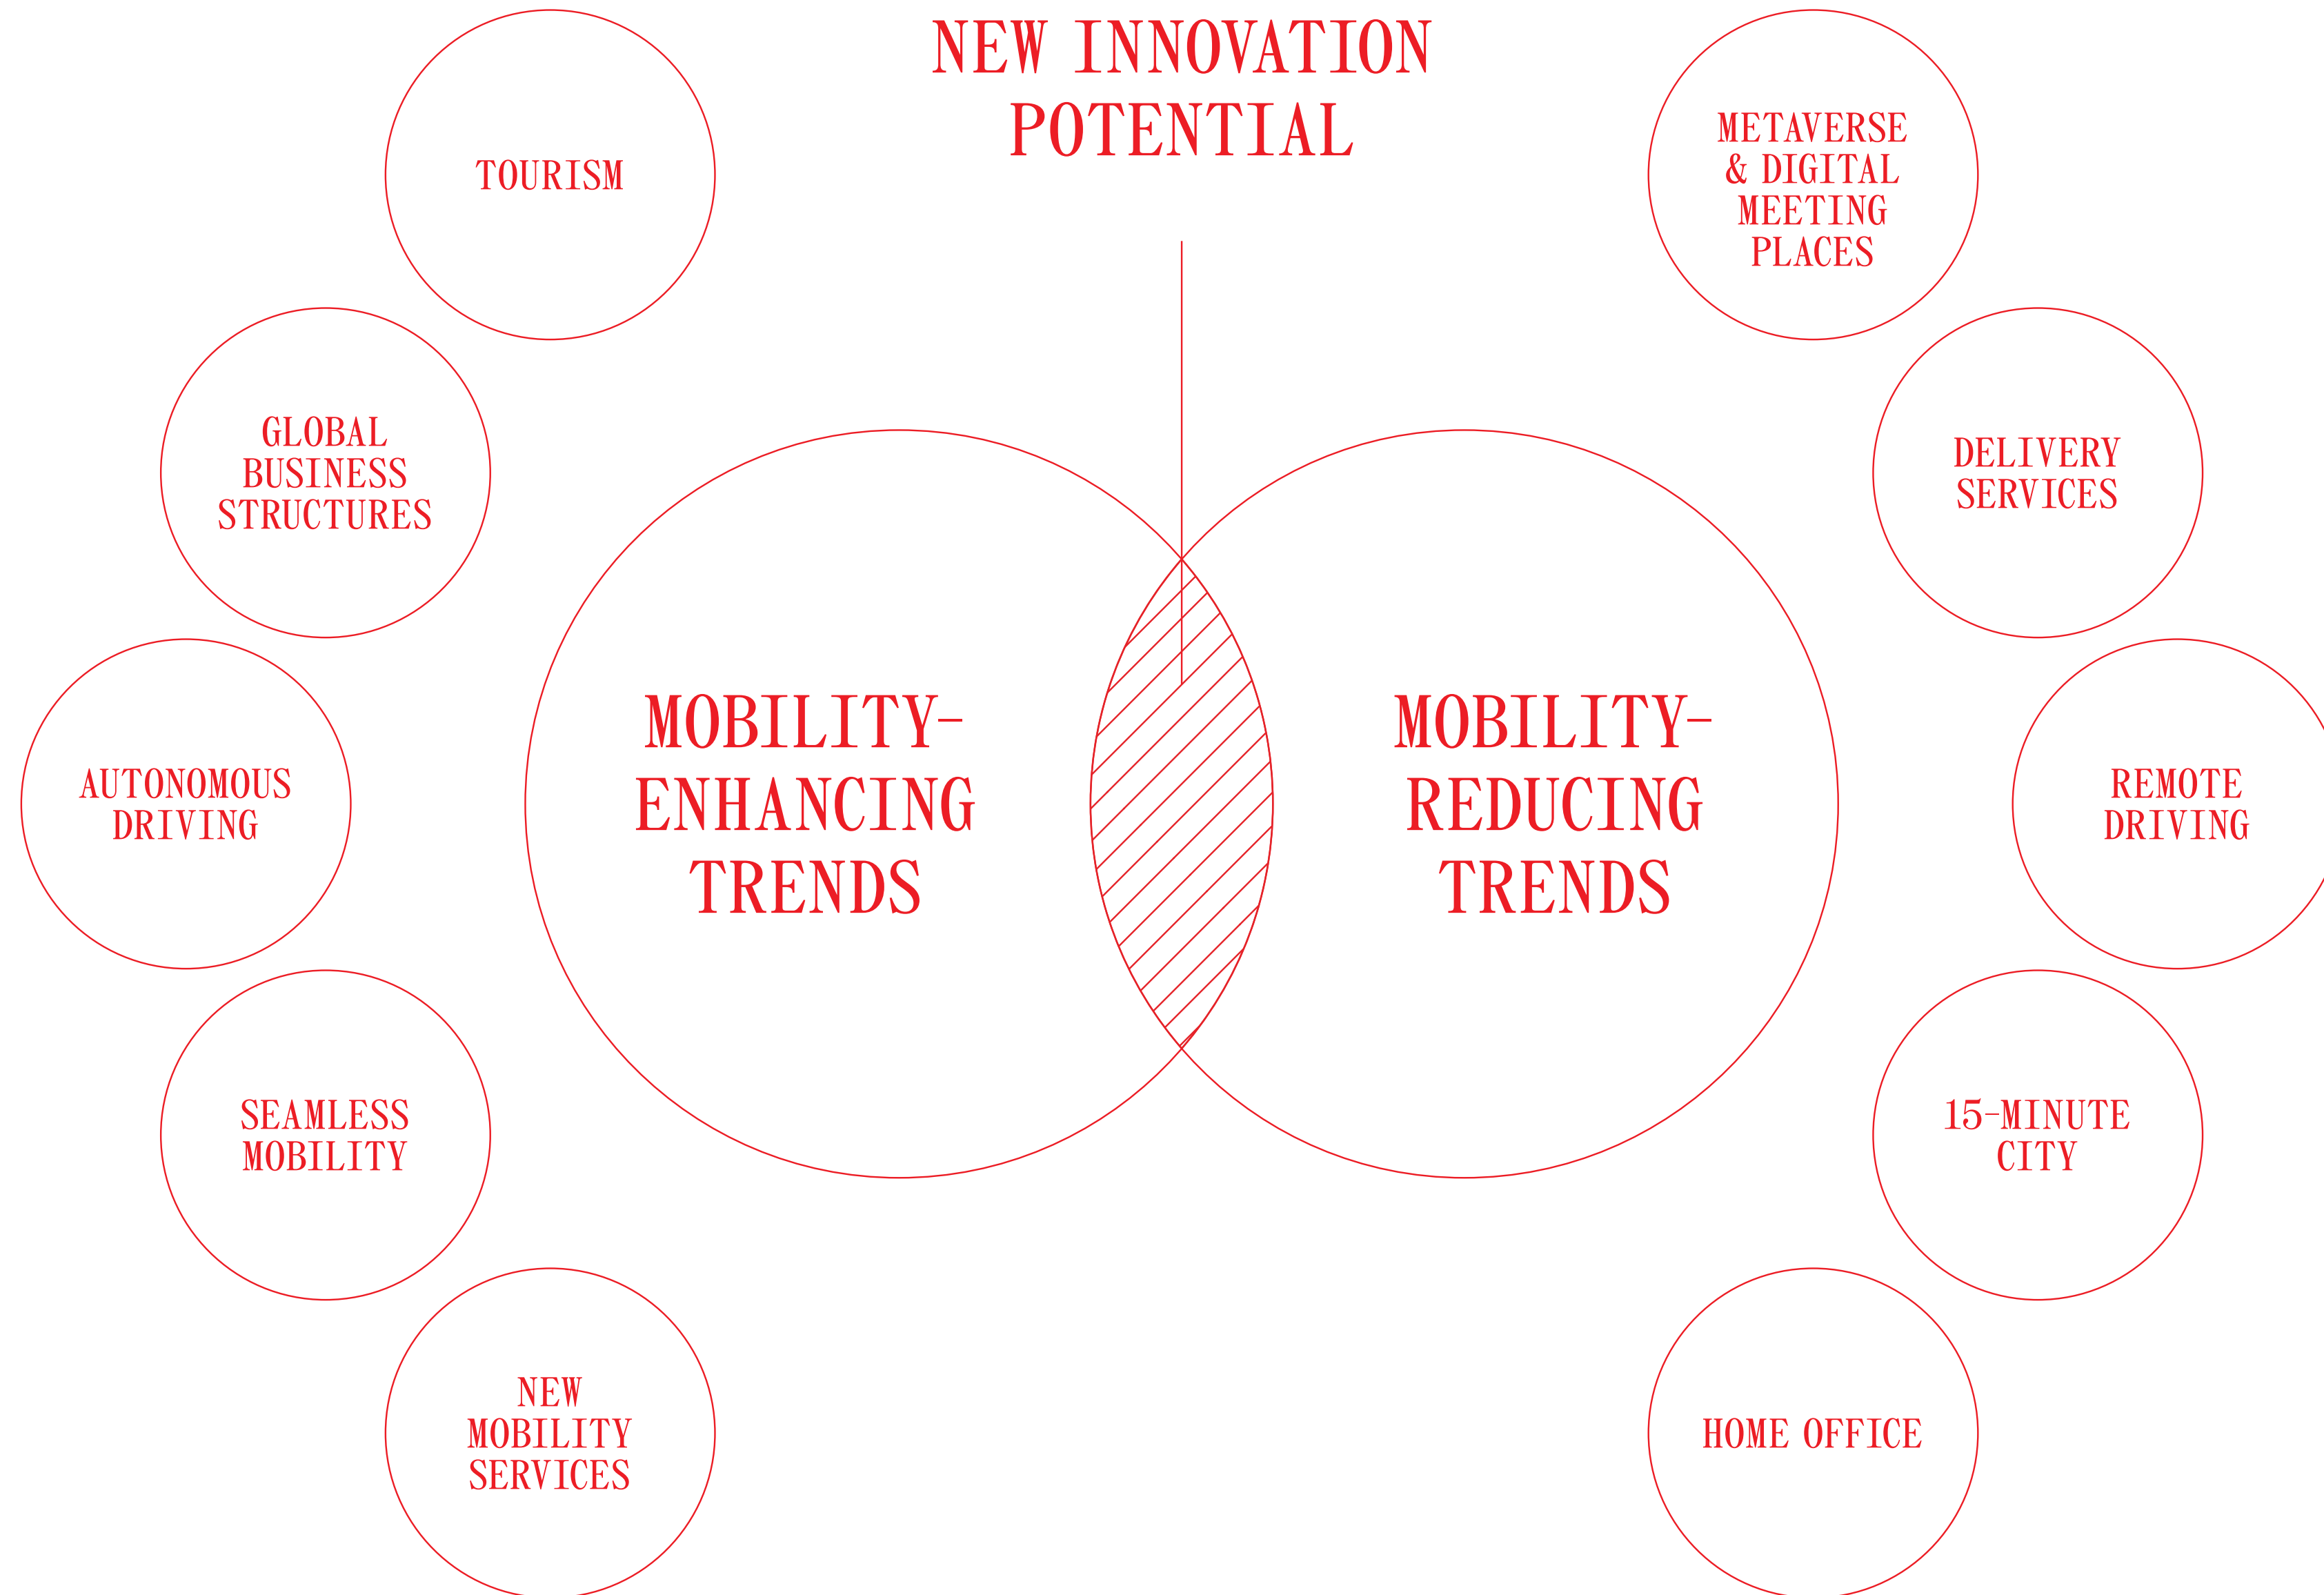 NEW INNOVATION
POTENTIAL
TOURISM
GLOBAL
BUSINESS
STRUCTURES
AUTONOMOUS
DRIVING
SEAMLESS
MOBILITY
NEW
MOBILITY
SERVICES
MOBILITY-
ENHANCING
TRENDS
MOBILITY-
REDUCING
TRENDS
METAVERSE
& DIGITAL
MEETING
PLACES
DELIVERY
SERVICES
REMOTE
DRIVING
15-MINUTE
CITY
HOME OFFICE